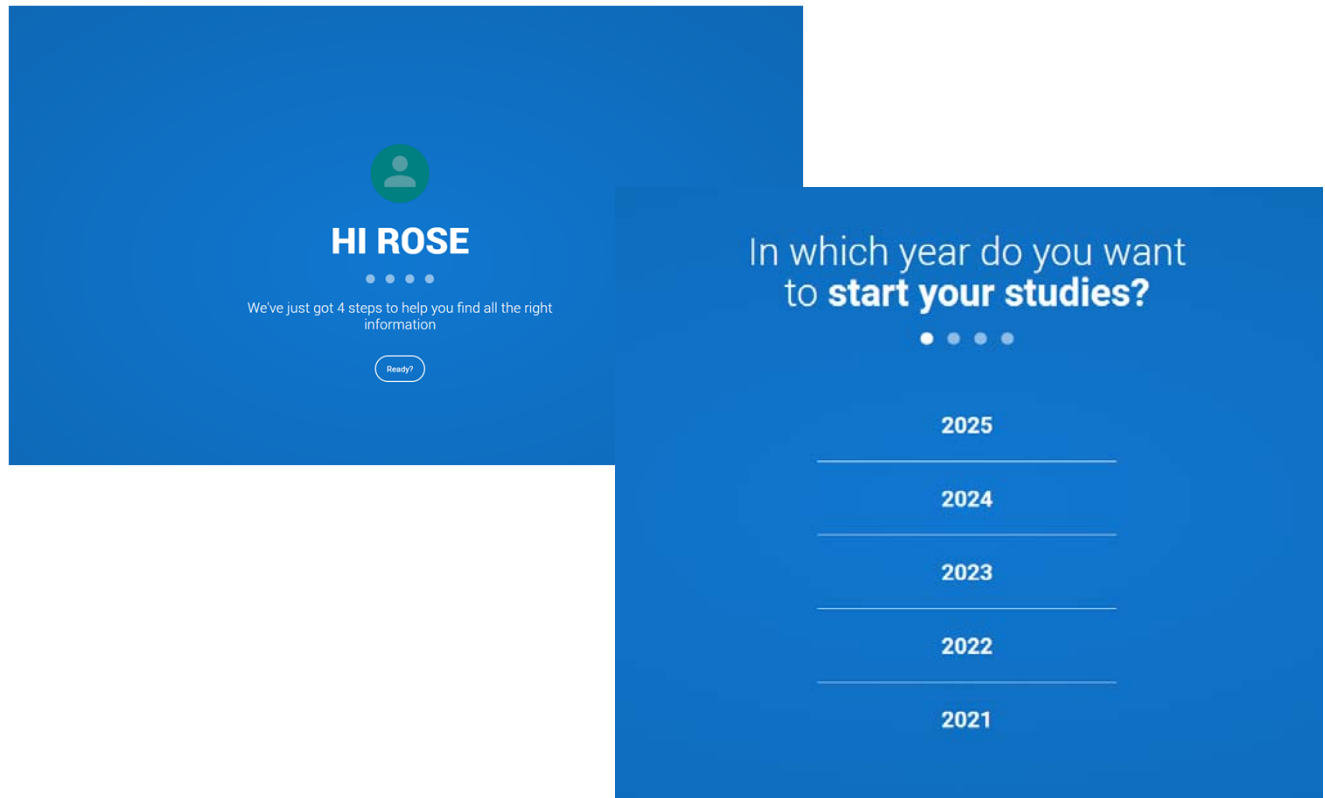 HI ROSE
We've just got 4 steps to help you find all the right
information
Ready?
In which year do you want
to start your studies?
2025
2024
2023
2022
2021